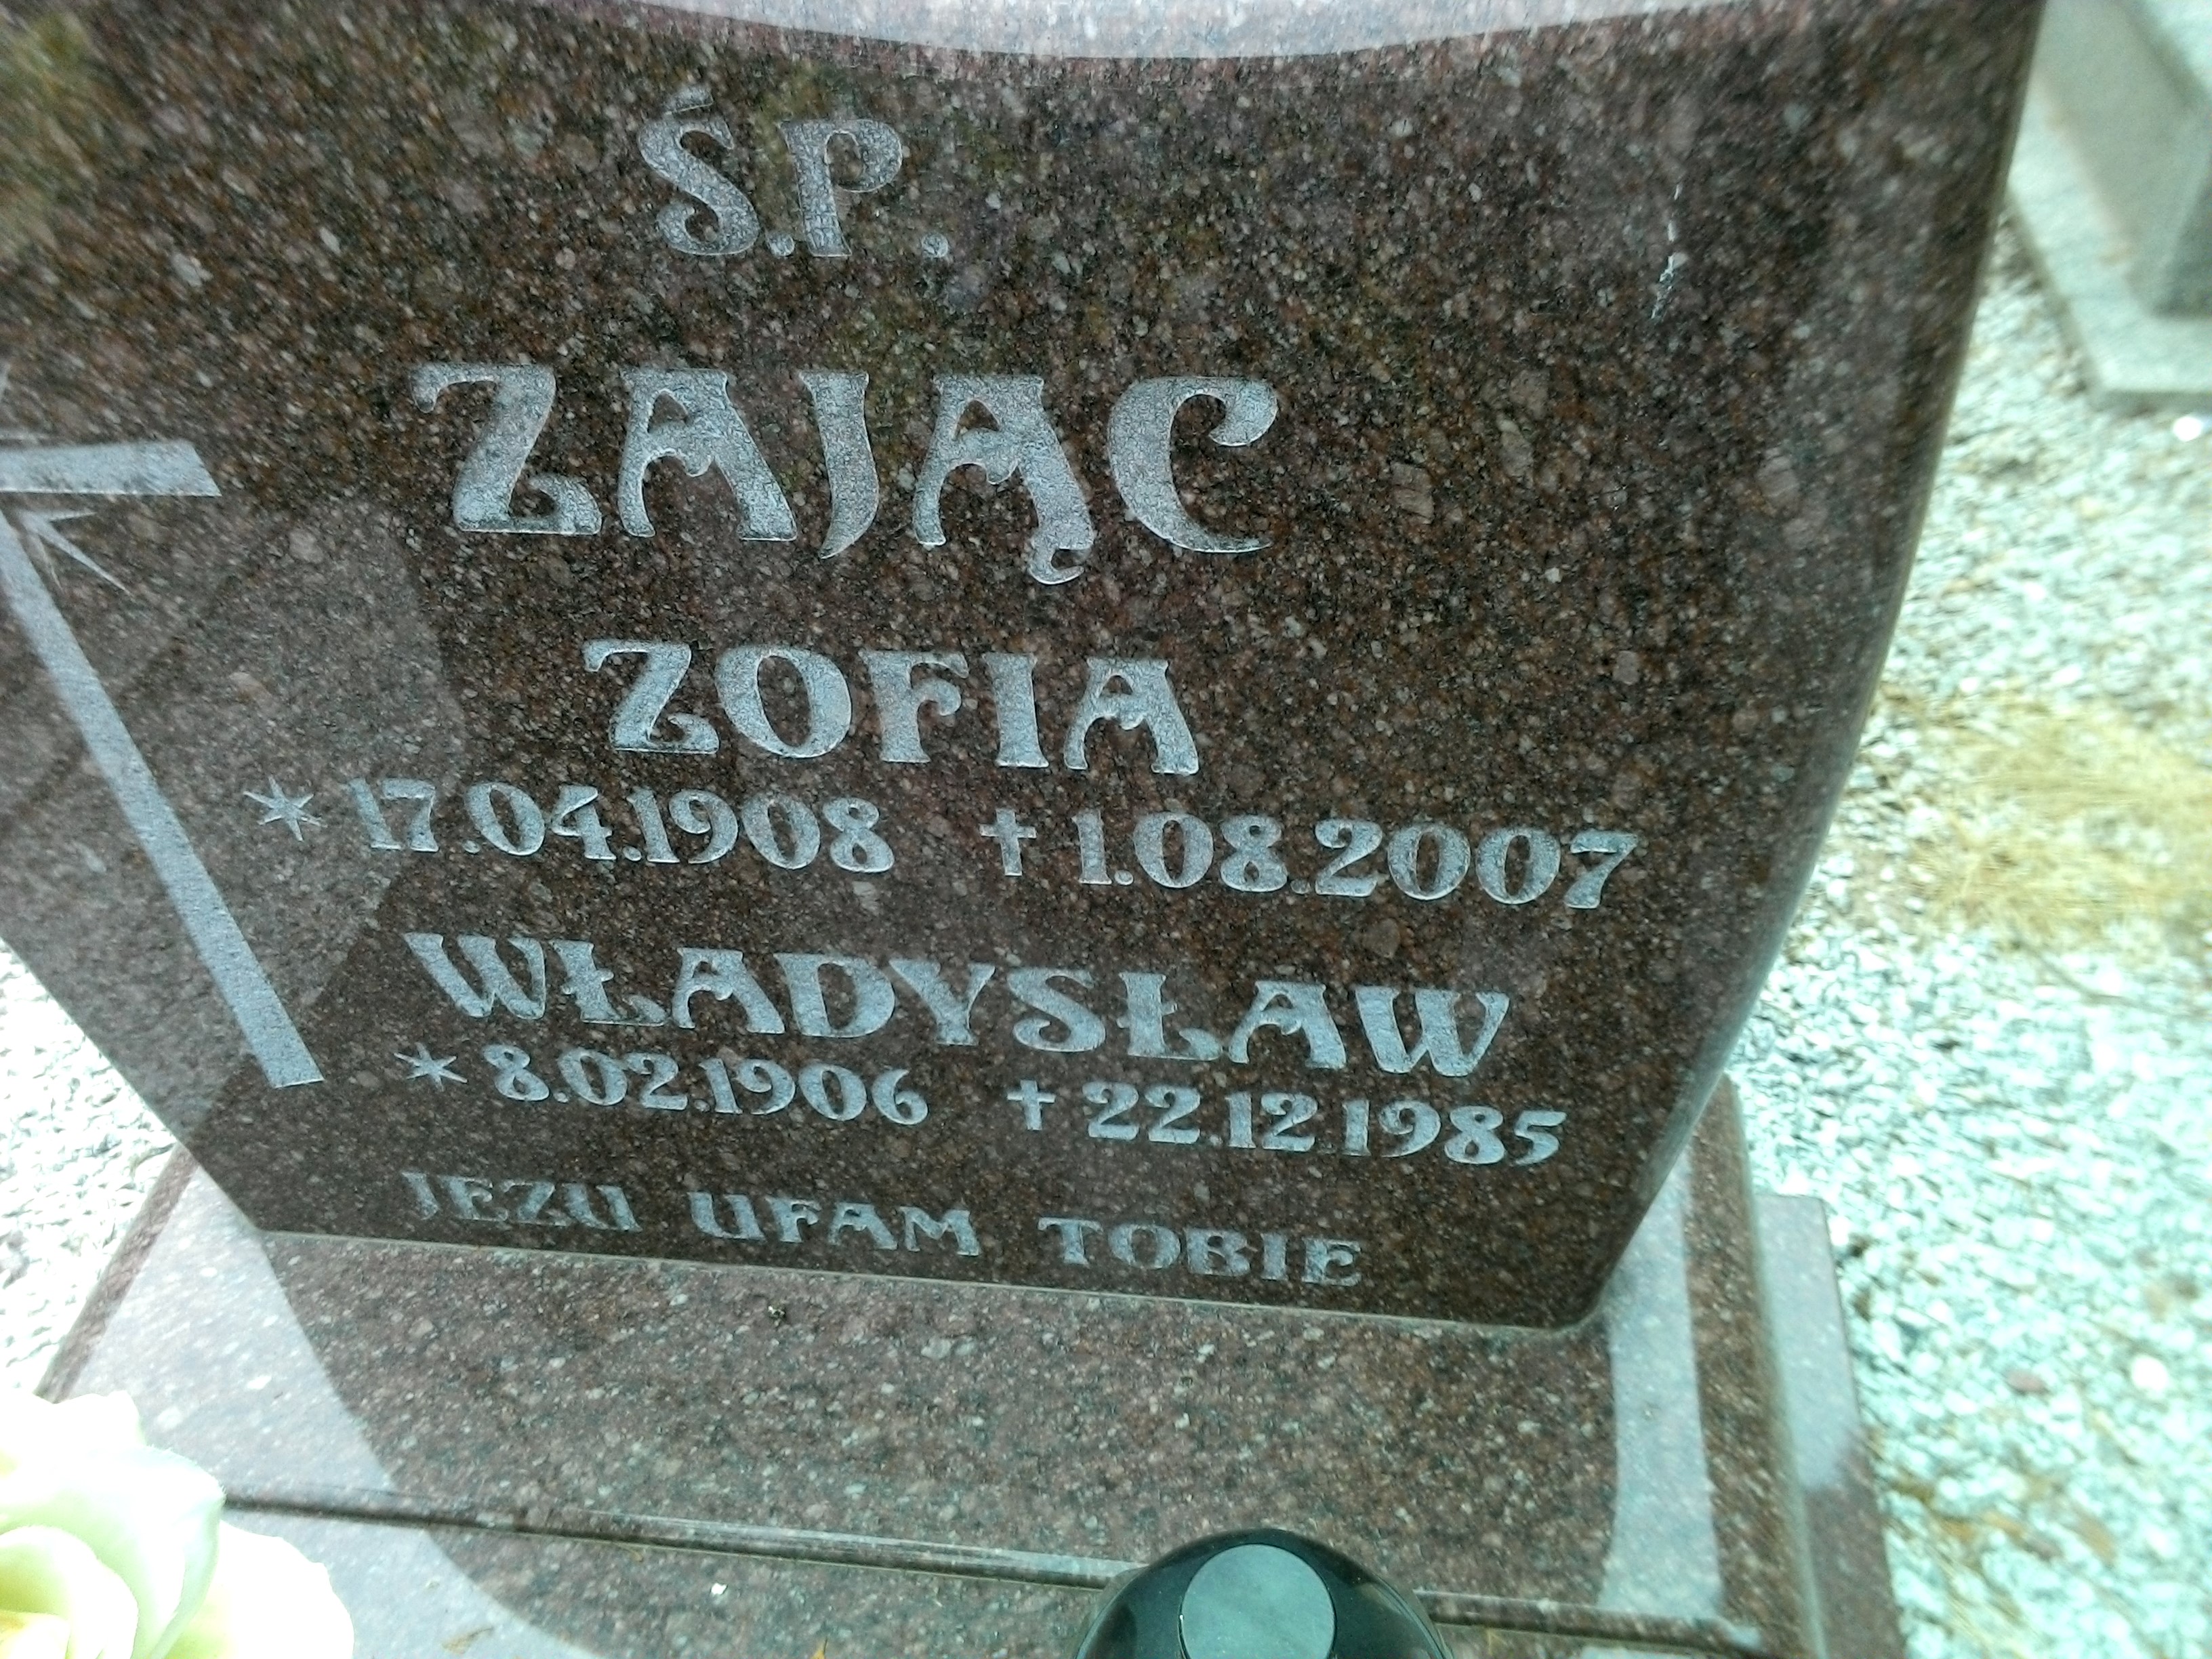 Ś.P.
ZAJĄC
ZOFIA
* 17.04.1908 † 1.08.2007
WŁADYSŁAW
* 8.02.1906 † 22.12.1985
JEZU UFAM TOBIE